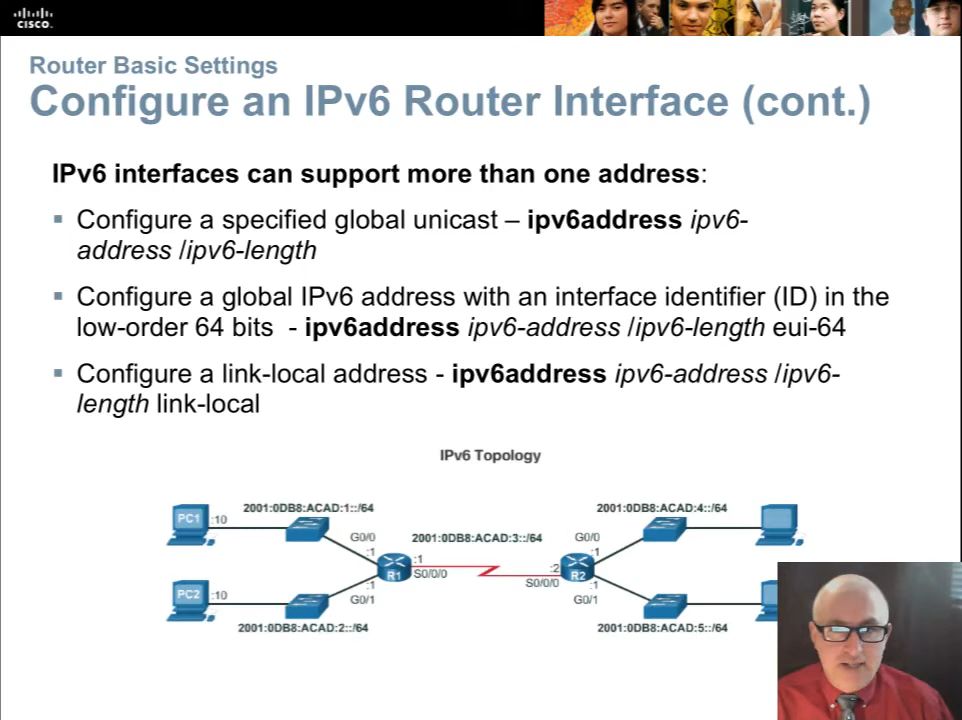 CISCO
Router Basic Settings
Configure an IPv6 Router Interface (cont.)
IPv6 interfaces can support more than one address:
Configure a specified global unicast – ipv6address ipv6-
address /ipv6-length
Configure a global IPv6 address with an interface identifier (ID) in the
low-order 64 bits - ipv6address ipv6-address /ipv6-length eui-64
Configure a link-local address - ipv6address ipv6-address /ipv6-
length link-local
IPv6 Topology
2001:0DB8:ACAD:1::/64
2001:0DB8:ACAD:4::/64
PC1
:10
G0/0
2001:0DB8:ACAD:3::/64
G0/0
:1
:1
:1
:2
R1
S0/0/0
R2
S0/0/0
:1
:1
PC2
:10
G0/1
G0/1
2001:0DB8:ACAD:2::/64
2001:0DB8:ACAD:5::/64